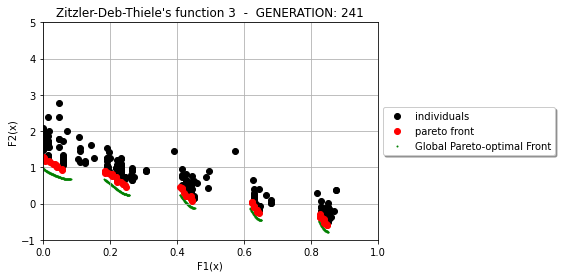 Zitzler-Deb-Thiele's function 3 - GENERATION: 241
5
4
3
2
1
0
−1
F2(x)
0.0 0.2 0.4 0.6 0.8 1.0
F1(x)
individuals
pareto front
Global Pareto-optimal Front